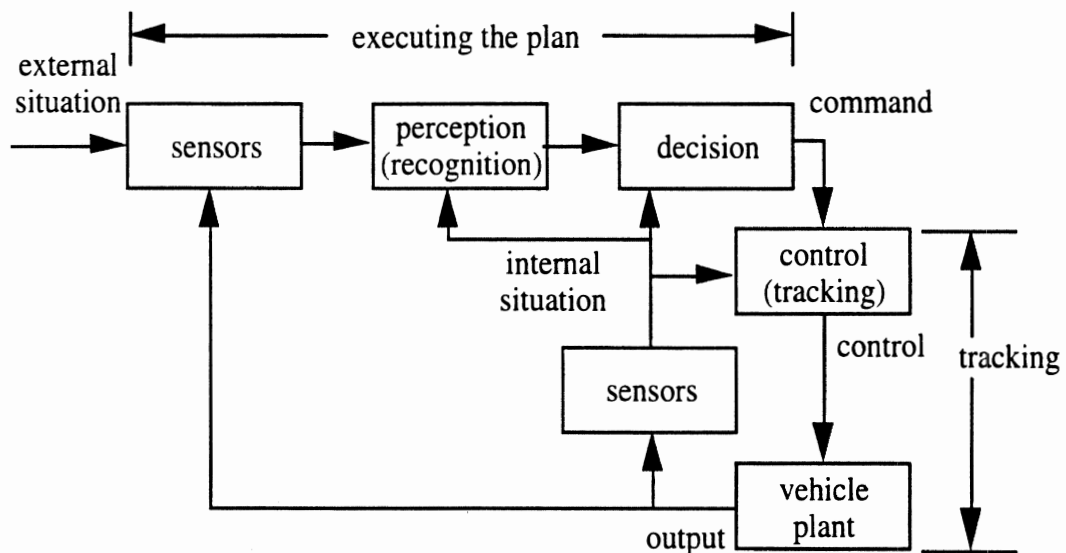 executing the plan
external
situation
sensors
perception
(recognition)
decision
command
internal
situation
control
(tracking)
control
tracking
sensors
vehicle
plant
output